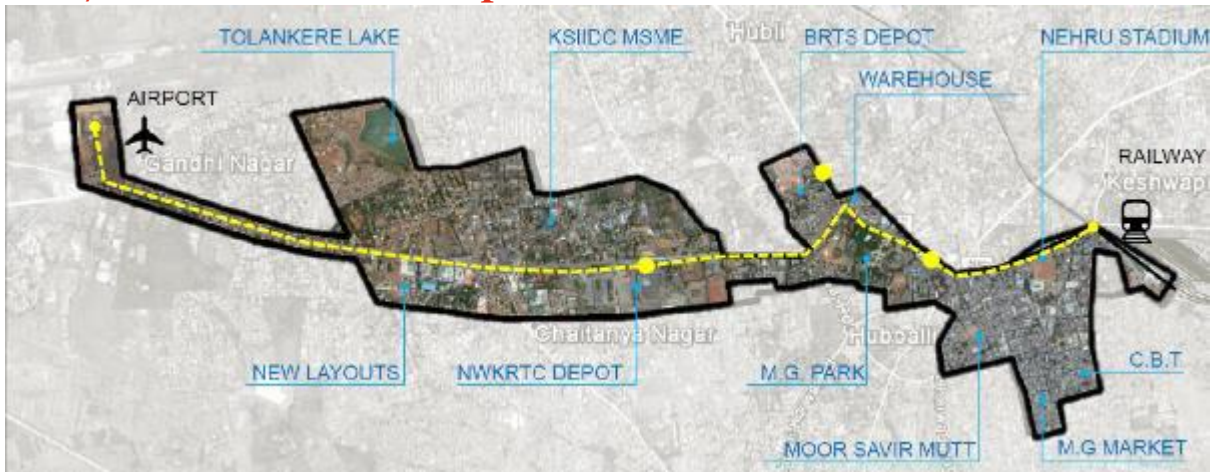 TOLANKERE LAKE
KSIIDC MSME
Hubli
BRTS DEPOT
NEHRU STADIUM
WAREHOUSE
AIRPORT
Gandhi Nagar
RAILWAY
Keshwap
Chaitanya Nagar
Hubballi
NEW LAYOUTS
NWKRTC DEPOT
M.G. PARK
C.B.T
MOOR SAVIR MUTT
M.G MARKET